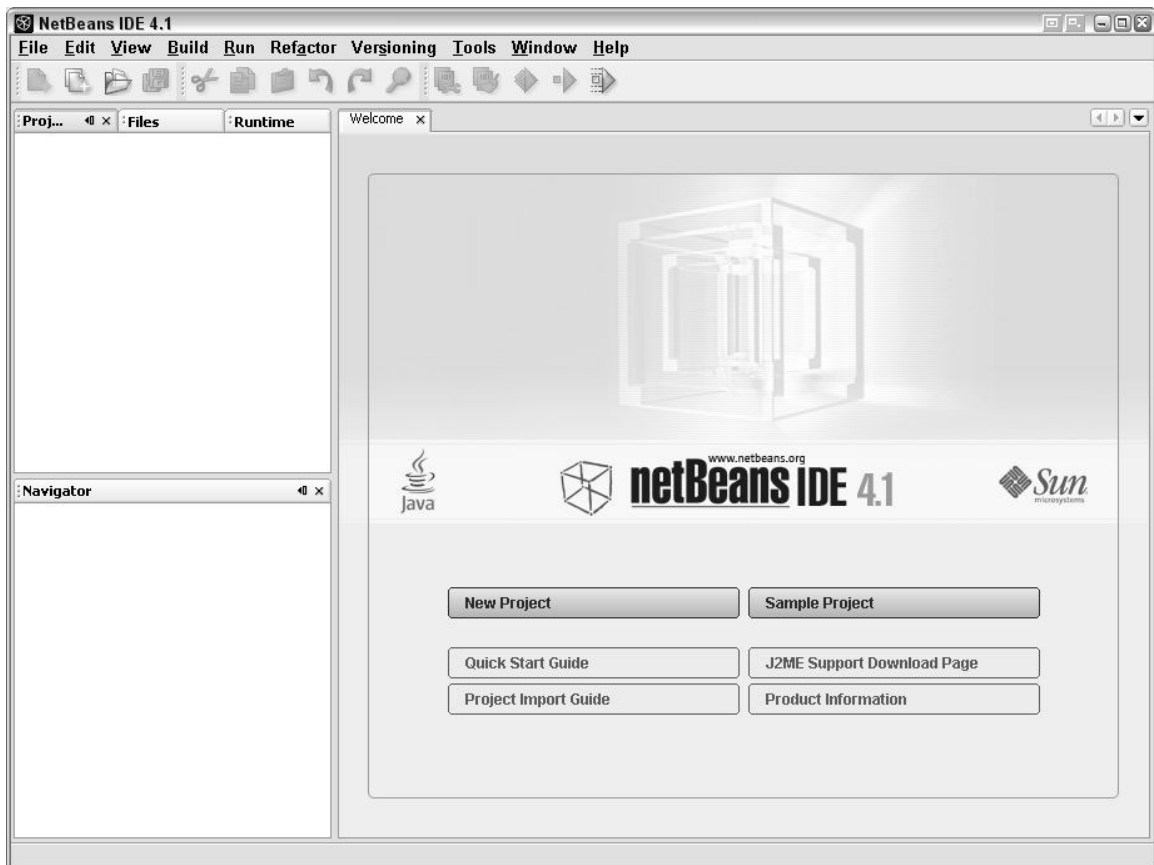 NetBeans IDE 4.1
File Edit View Build Run Refactor Versioning Tools Window Help
Proj... Files Runtime
Welcome
www.netbeans.org
netBeans IDE 4.1
Java
Sun
microsystems
Navigator
New Project
Sample Project
Quick Start Guide
J2ME Support Download Page
Project Import Guide
Product Information